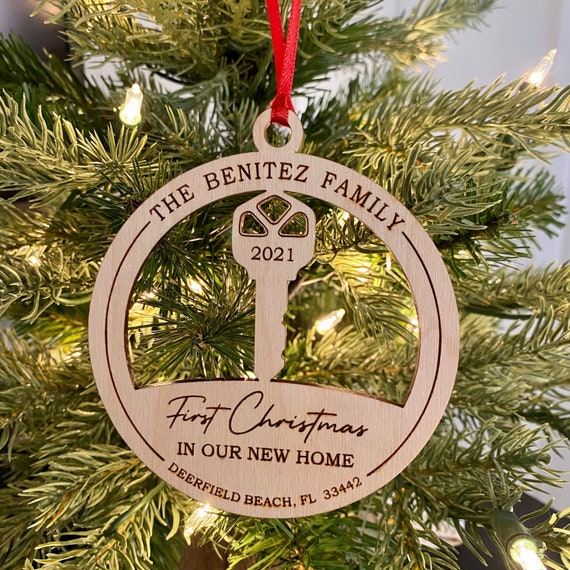 THE BENITEZ FAMILY
2021
First Christmas
IN OUR NEW HOME
DEERFIELD BEACH, FL 33442